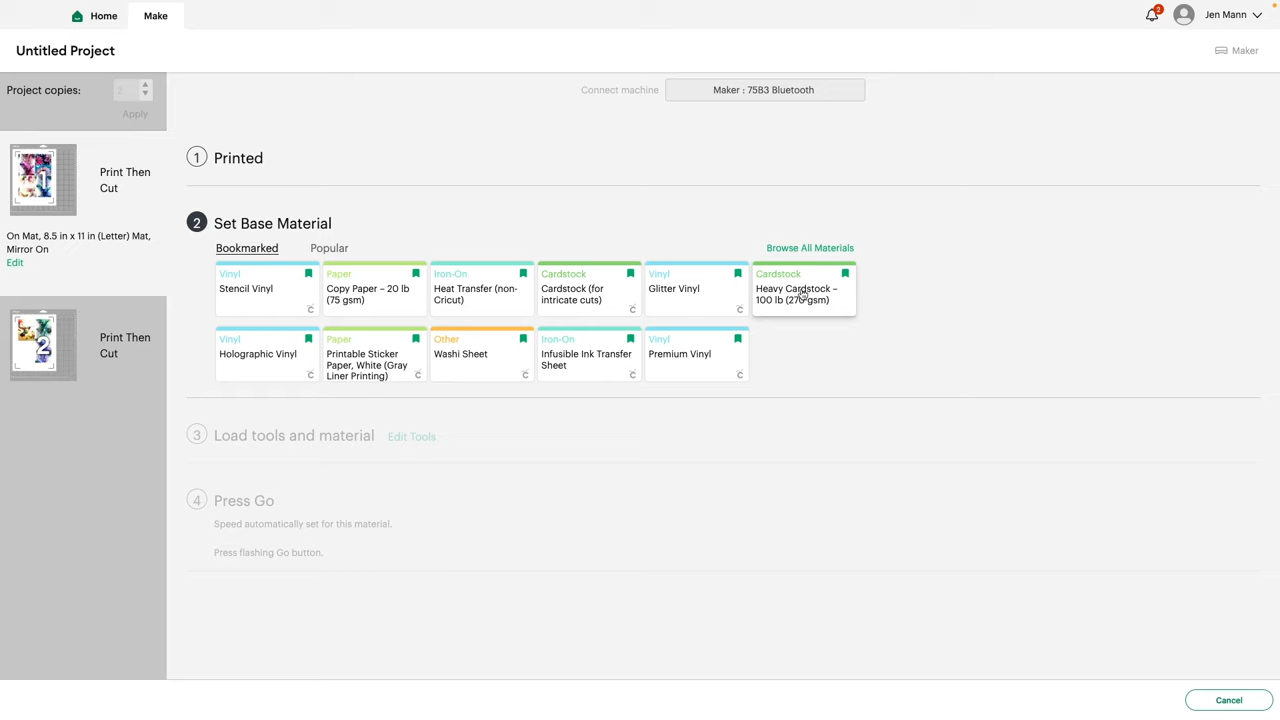 Home
Make
2
Jen Mann
Untitled Project
Maker
Project copies:
2
Apply
Connect machine
Maker : 75B3 Bluetooth
1
Print Then
Cut
On Mat, 8.5 in x 11 in (Letter) Mat,
Mirror On
Edit
2
Print Then
Cut
1 Printed
2 Set Base Material
Bookmarked
Popular
Browse All Materials
Vinyl
Stencil Vinyl
Paper
Copy Paper – 20 lb
(75 gsm)
Iron-On
Heat Transfer (non-
Cricut)
Cardstock
Cardstock (for
intricate cuts)
Vinyl
Glitter Vinyl
Cardstock
Heavy Cardstock –
100 lb (270 gsm)
Vinyl
Holographic Vinyl
Paper
Printable Sticker
Paper, White (Gray
Liner Printing)
Other
Washi Sheet
Iron-On
Infusible Ink Transfer
Sheet
Vinyl
Premium Vinyl
3 Load tools and material
Edit Tools
4 Press Go
Speed automatically set for this material.
Press flashing Go button.
Cancel